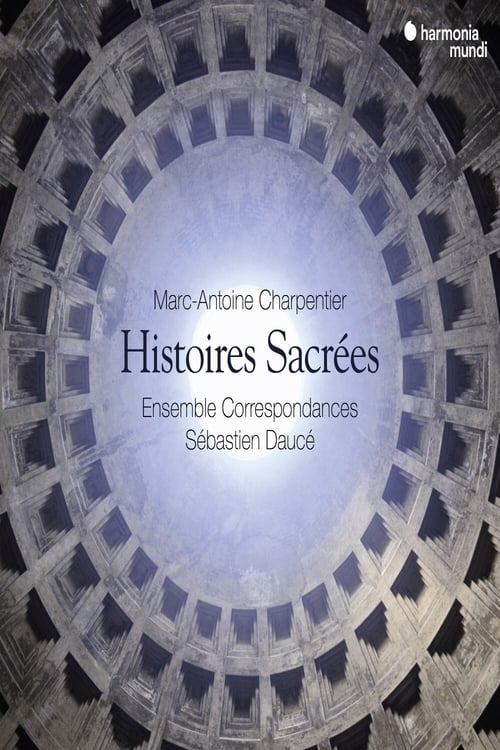 harmonia
mundi
Marc-Antoine Charpentier
Histoires Sacrées
Ensemble Correspondances
Sébastien Daucé